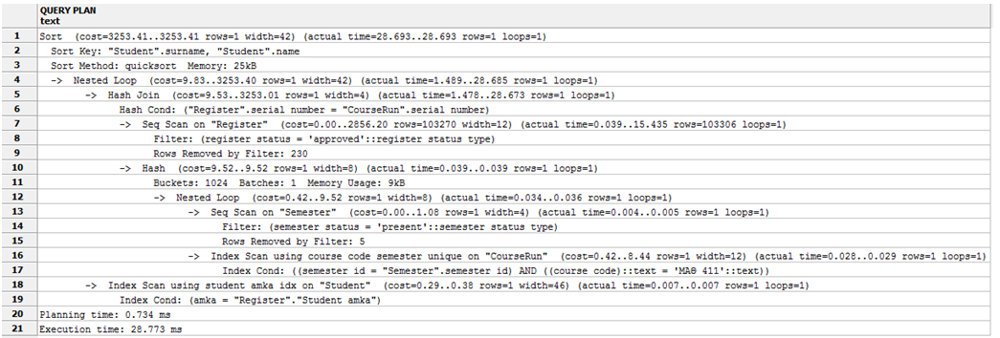 QUERY PLAN
text
1 Sort (cost=3253.41..3253.41 rows=1 width=42) (actual time=28.693..28.693 rows=1 loops=1)
2 Sort Key: "Student".surname, "Student".name
3 Sort Method: quicksort Memory: 25kB
4 -> Nested Loop (cost=9.83..3253.40 rows=1 width=42) (actual time=1.489..28.685 rows=1 loops=1)
5 -> Hash Join (cost=9.53..3253.01 rows=1 width=4) (actual time=1.478..28.673 rows=1 loops=1)
6 Hash Cond: ("Register".serial number = "CourseRun".serial number)
7 -> Seq Scan on "Register" (cost=0.00..2856.20 rows=103270 width=12) (actual time=0.039..15.435 rows=103306 loops=1)
8 Filter: (register status = 'approved'::register status type)
9 Rows Removed by Filter: 230
10 -> Hash (cost=9.52..9.52 rows=1 width=8) (actual time=0.039..0.039 rows=1 loops=1)
11 Buckets: 1024 Batches: 1 Memory Usage: 9kB
12 -> Nested Loop (cost=0.42..9.52 rows=1 width=8) (actual time=0.034..0.036 rows=1 loops=1)
13 -> Seq Scan on "Semester" (cost=0.00..1.08 rows=1 width=4) (actual time=0.004..0.005 rows=1 loops=1)
14 Filter: (semester status = 'present'::semester status type)
15 Rows Removed by Filter: 5
16 -> Index Scan using course code semester unique on "CourseRun" (cost=0.42..8.44 rows=1 width=12) (actual time=0.028..0.029 rows=1 loops=1)
17 Index Cond: ((semester id = "Semester".semester id) AND ((course code)::text = 'ΜΑΘ 411'::text))
18 -> Index Scan using student amka idx on "Student" (cost=0.29..0.38 rows=1 width=46) (actual time=0.007..0.007 rows=1 loops=1)
19 Index Cond: (amka = "Register"."Student amka")
20 Planning time: 0.734 ms
21 Execution time: 28.773 ms